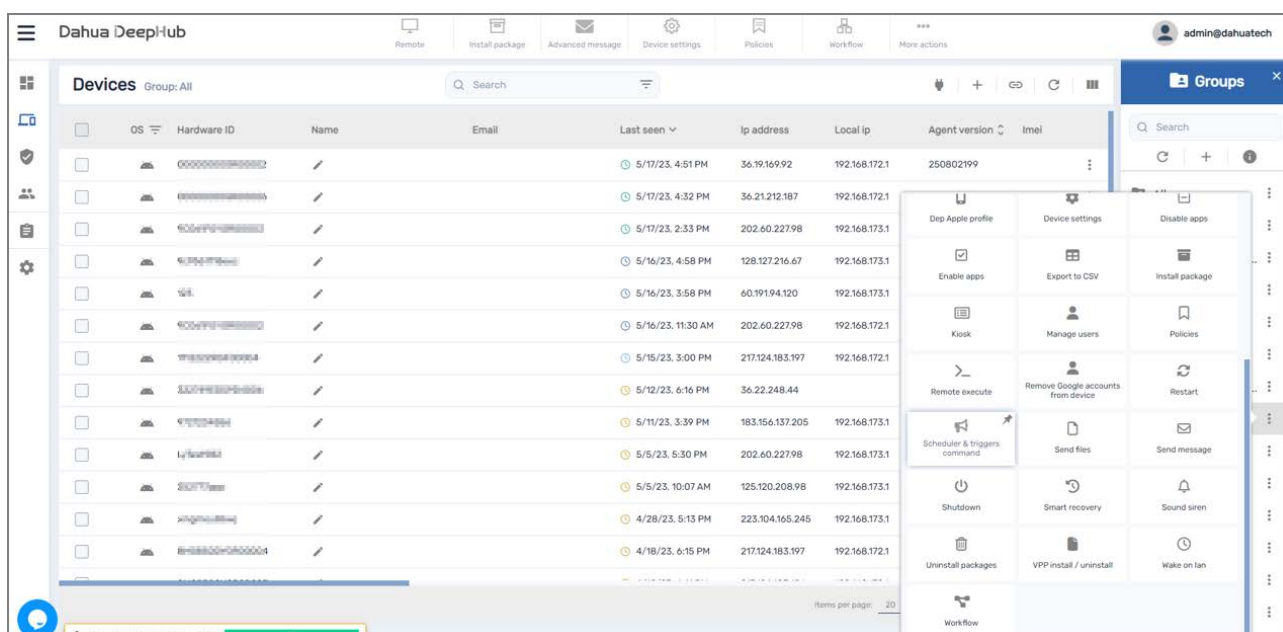 Dahua DeepHub
Remote
Install package
Advanced message
Device settings
Policies
Workflow
More actions
admin@dahuatech
Devices Group: All
Search
Groups
OS Hardware ID Name Email Last seen Ip address Local ip Agent version Imei
Search
5/17/23, 4:51 PM 36.19.169.92 192.168.172.1 250802199
5/17/23, 4:32 PM 36.21.212.187 192.168.172.1
5/17/23, 2:33 PM 202.60.227.98 192.168.173.1
5/16/23, 4:58 PM 128.127.216.67 192.168.173.1
5/16/23, 3:58 PM 60.191.94.120 192.168.173.1
5/16/23, 11:30 AM 202.60.227.98 192.168.172.1
5/15/23, 3:00 PM 217.124.183.197 192.168.172.1
5/12/23, 6:16 PM 36.22.248.44
5/11/23, 3:39 PM 183.156.137.205 192.168.173.1
5/5/23, 5:30 PM 202.60.227.98 192.168.173.1
5/5/23, 10:07 AM 125.120.208.98 192.168.173.1
4/28/23, 5:13 PM 223.104.165.245 192.168.173.1
4/18/23, 6:15 PM 217.124.183.197 192.168.172.1
Items per page: 20
Dep Apple profile
Device settings
Disable apps
Enable apps
Export to CSV
Install package
Kiosk
Manage users
Policies
Remote execute
Remove Google accounts
from device
Restart
Scheduler & triggers
command
Send files
Send message
Shutdown
Smart recovery
Sound siren
Uninstall packages
VPP install / uninstall
Wake on lan
Workflow